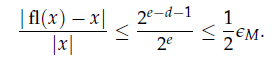 | fl(x) − x| / |x| ≤ 2^{e−d−1} / 2^e ≤ 1/2 ϵ_M.